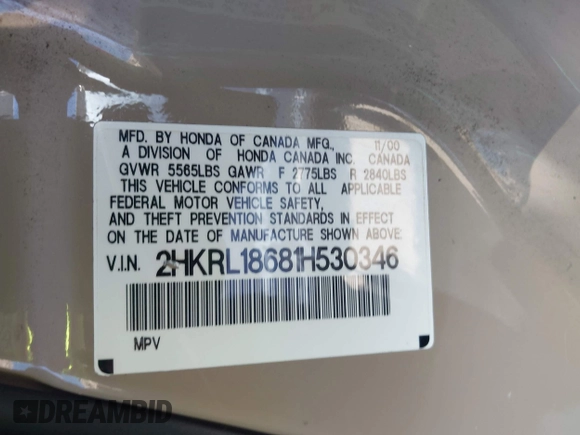 MFD. BY HONDA OF CANADA MFG., 11/00
A DIVISION OF HONDA CANADA INC. CANADA
GVWR 5565LBS GAWR F 2775LBS R 2840LBS
THIS VEHICLE CONFORMS TO ALL APPLICABLE
FEDERAL MOTOR VEHICLE SAFETY,
AND THEFT PREVENTION STANDARDS IN EFFECT
ON THE DATE OF MANUFACTURE SHOWN ABOVE.
V.I.N. 2HKRL18681H530346
MPV
DREAMBID